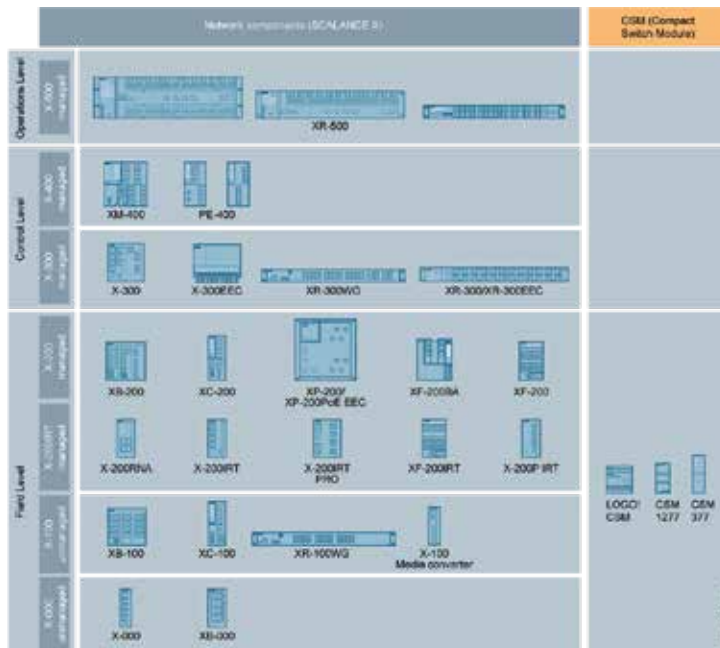 Network components (SCALANCE X)
CSM (Compact
Switch Module)
Operations Level
X-500
managed
XR-500
Control Level
X-400
managed
XM-400
PE-400
X-300
managed
X-300
X-300EEC
XR-300WG
XR-300/XR-300EEC
Field Level
X-200
managed
XB-200
XC-200
XP-200/
XP-200PoE EEC
XF-200BA
XF-200
X-200IRT
managed
X-200RNA
X-200IRT
X-200IRT
PRO
XF-200IRT
X-200P IRT
LOGO!
CSM
CSM
1277
CSM
377
X-100
unmanaged
XB-100
XC-100
XR-100WG
X-100
Media converter
X-000
unmanaged
X-000
XB-000